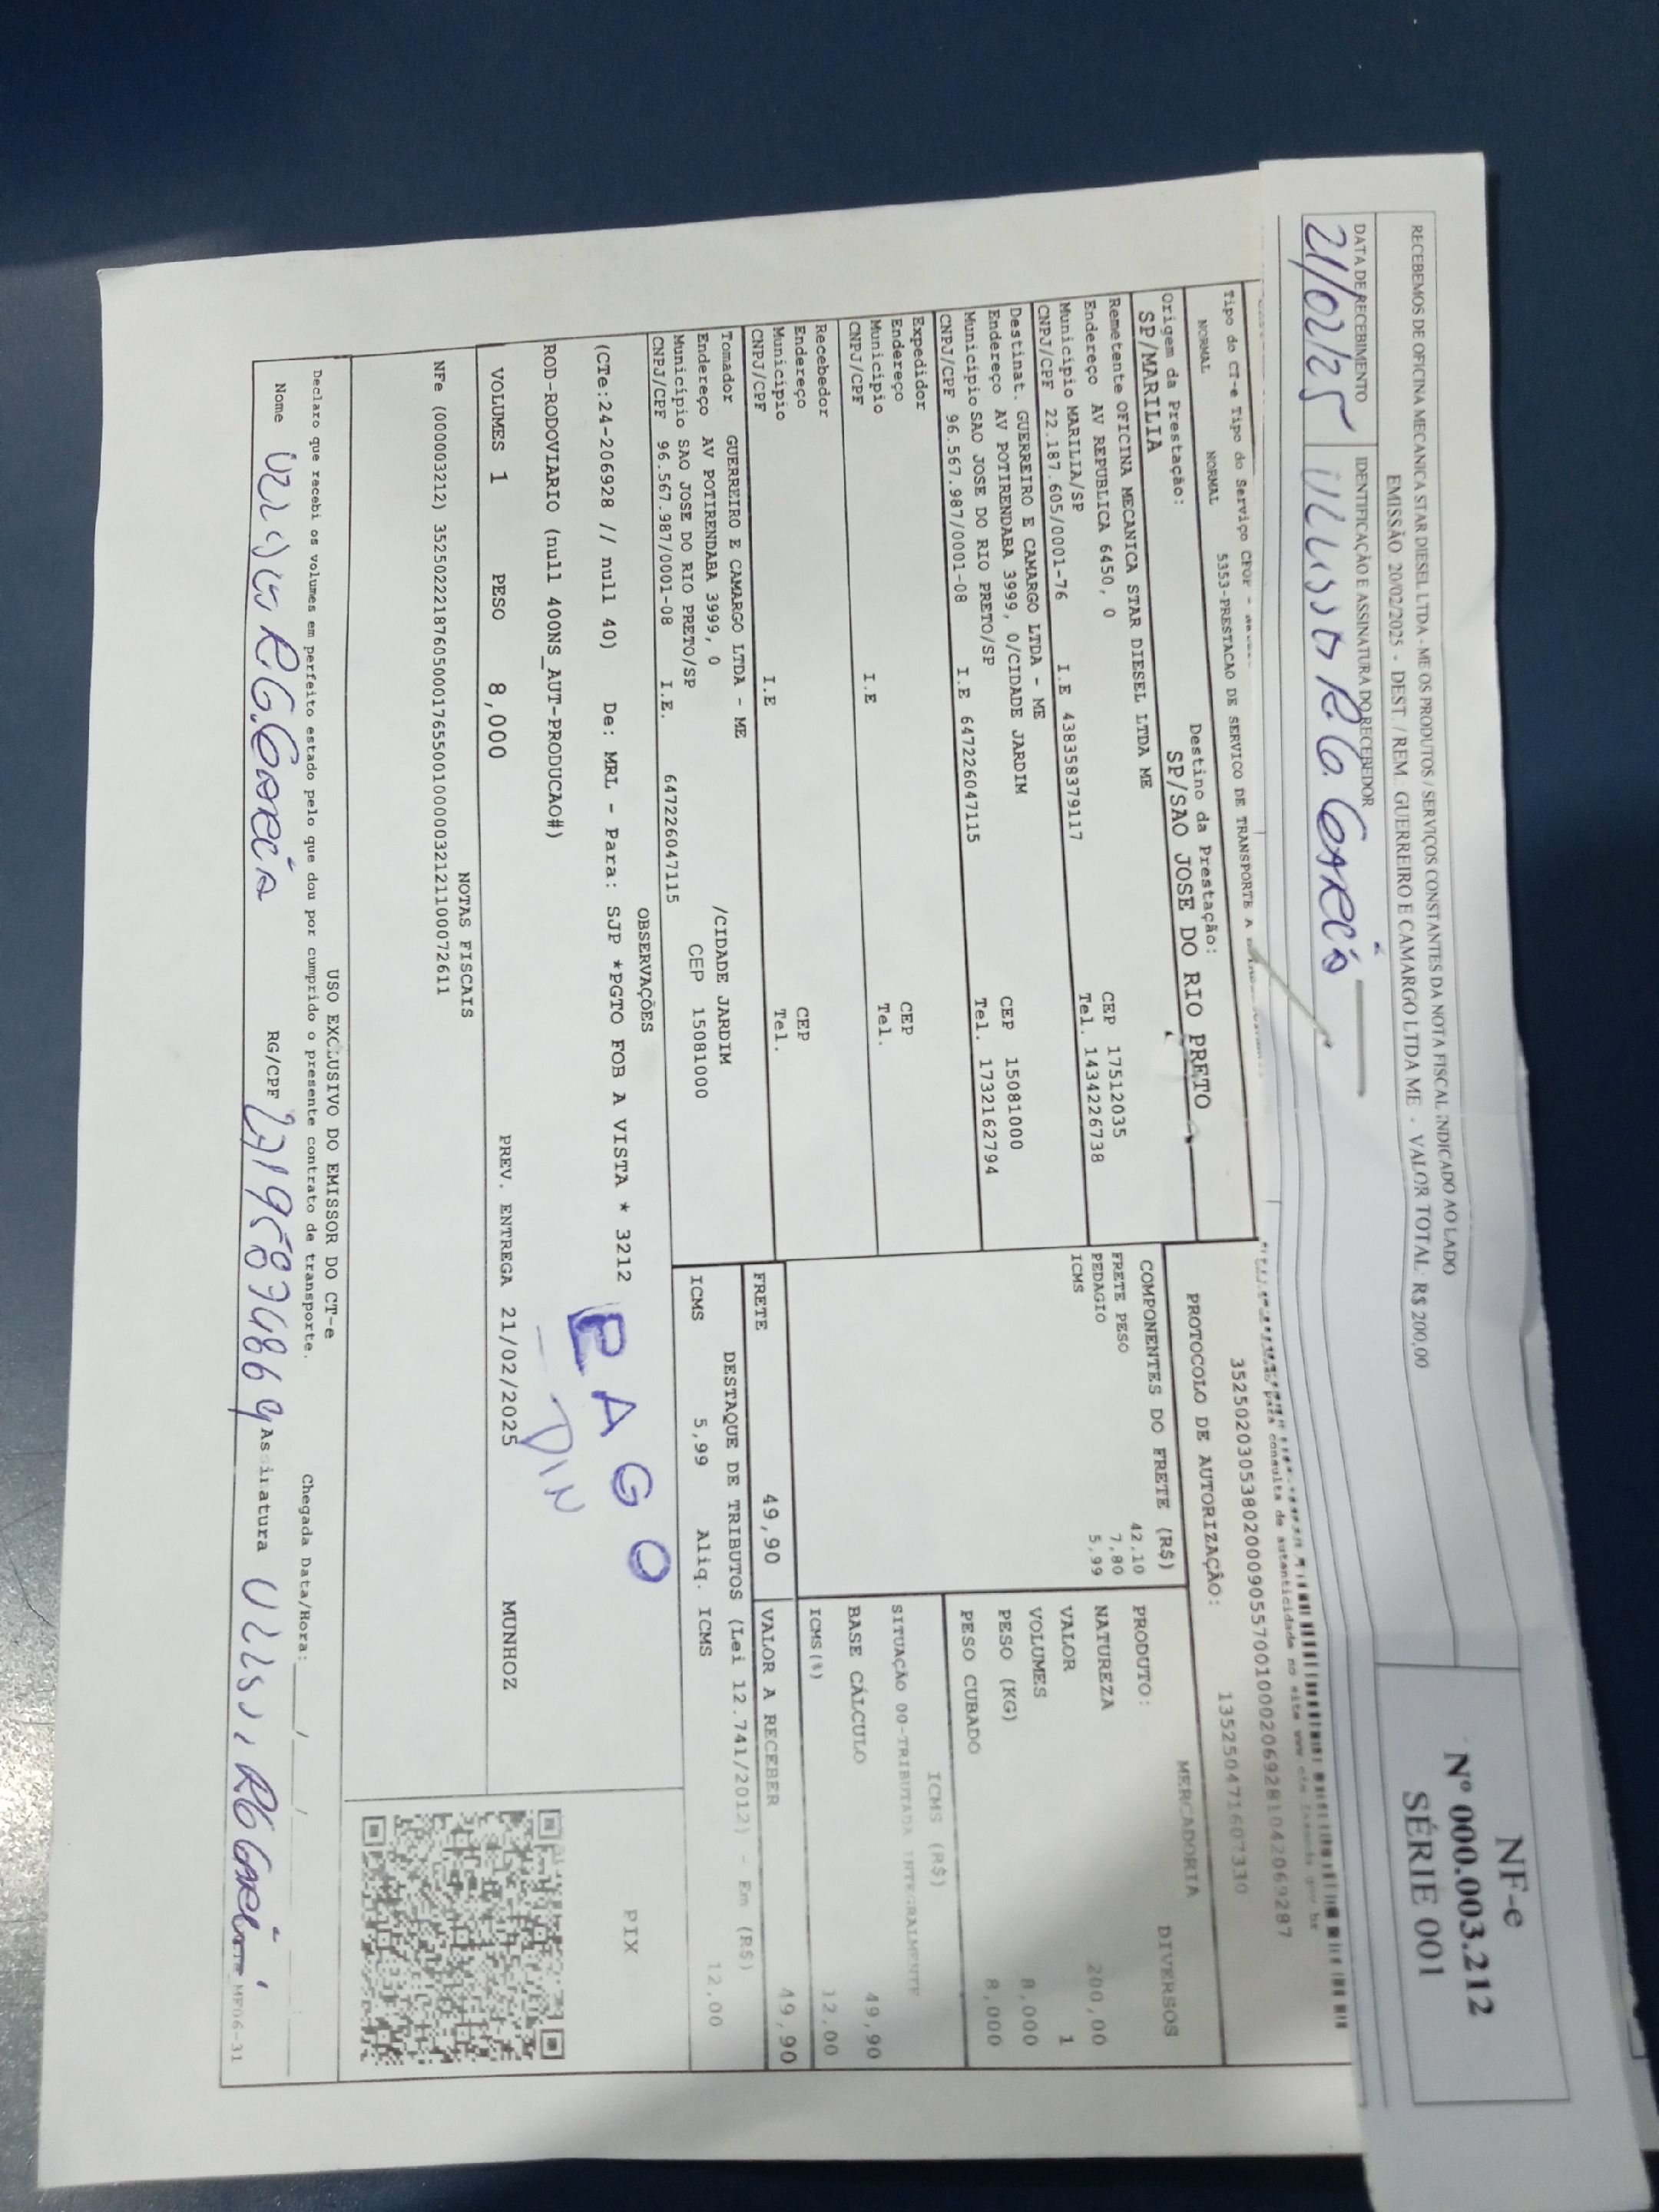 RECEBEMOS DE OFICINA MECANICA STAR DIESEL LTDA - ME OS PRODUTOS / SERVIÇOS CONSTANTES DA NOTA FISCAL INDICADO AO LADO
EMISSÃO: 20/02/2025 - DEST. / REM.: GUERREIRO E CAMARGO LTDA ME - VALOR TOTAL: R$ 200,00
DATA DE RECEBIMENTO IDENTIFICAÇÃO E ASSINATURA DO RECEBEDOR
21/02/25
R.G. Garcia
NF-e
Nº 000.003.212
SÉRIE 001
Tipo do CT-e Tipo do Serviço CFOP -
NORMAL NORMAL 5353-PRESTACAO DE SERVICO DE TRANSPORTE A
Origem da Prestação: Destino da Prestação:
SP/MARILIA SP/SAO JOSE DO RIO PRETO
para consulta de autenticidade no site www
PROTOCOLO DE AUTORIZAÇÃO: 135250471607330
Remetente OFICINA MECANICA STAR DIESEL LTDA ME
Endereço AV REPUBLICA 6450, 0 CEP 17512035
Município MARILIA/SP Tel. 1434226738
CNPJ/CPF 22.187.605/0001-76 I.E 438358379117
Destinat. GUERREIRO E CAMARGO LTDA - ME
Endereço AV POTIRENDABA 3999, 0/CIDADE JARDIM CEP 15081000
Município SAO JOSE DO RIO PRETO/SP Tel. 1732162794
CNPJ/CPF 96.567.987/0001-08 I.E 647226047115
Expedidor
Endereço CEP
Município Tel.
CNPJ/CPF I.E
Recebedor
Endereço CEP
Município Tel.
CNPJ/CPF I.E
Tomador GUERREIRO E CAMARGO LTDA - ME
Endereço AV POTIRENDABA 3999, 0 /CIDADE JARDIM
Município SAO JOSE DO RIO PRETO/SP CEP 15081000
CNPJ/CPF 96.567.987/0001-08 I.E. 647226047115
COMPONENTES DO FRETE (R$)
FRETE PESO 42,10
PEDAGIO 7,80
ICMS 5,99
MERCADORIA
PRODUTO: DIVERSOS
NATUREZA
VALOR 200,00
VOLUMES 1
PESO (KG) 8,000
PESO CUBADO 8,000
ICMS (R$)
SITUAÇÃO 00-TRIBUTADA INTEGRALMENTE
BASE CÁLCULO 49,90
ICMS(%) 12,00
FRETE 49,90 VALOR A RECEBER 49,90
DESTAQUE DE TRIBUTOS (Lei 12.741/2012) - Em (R$)
ICMS 5,99 Aliq. ICMS 12,00
OBSERVAÇÕES
(CTe:24-206928 // null 40) De: MRL - Para: SJP *PGTO FOB A VISTA * 3212
ROD-RODOVIARIO (null 400NS_AUT-PRODUCAO#)
PAGO
DIN
PIX
VOLUMES 1 PESO 8,000 PREV. ENTREGA 21/02/2025 MUNHOZ
NOTAS FISCAIS
NFe (000003212) 35250222187605000176550010000032121100072611
USO EXCLUSIVO DO EMISSOR DO CT-e
Declaro que recebi os volumes em perfeito estado pelo que dou por cumprido o presente contrato de transporte. Chegada Data/Hora: / /
Nome R.G. Garcia RG/CPF Assinatura